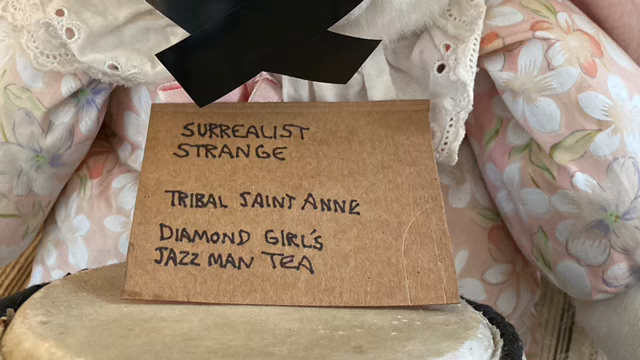 SURREALIST
STRANGE
TRIBAL SAINT ANNE
DIAMOND GIRL'S
JAZZ MAN TEA